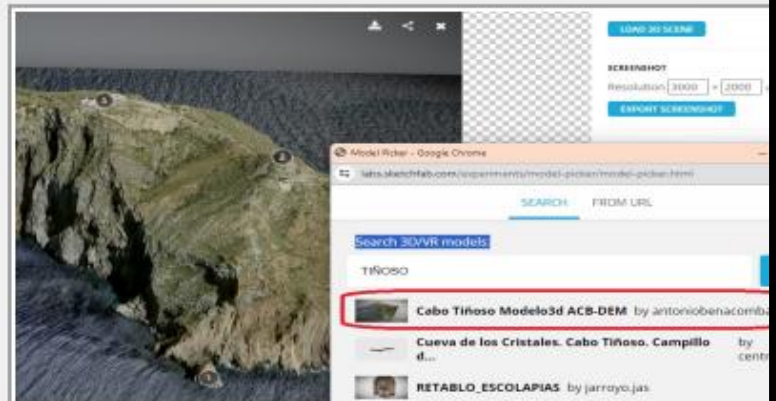 LOAD 3D SCENE
SCREENSHOT
Resolution 3000 × 2000
EXPORT SCREENSHOT
Model Picker - Google Chrome
labs.sketchfab.com/experiments/model-picker/model-picker.html
SEARCH FROM URL
Search 3D/VR models
TIÑOSO
Cabo Tiñoso Modelo3d ACB-DEM by antoniobenacomba
Cueva de los Cristales. Cabo Tiñoso. Campillo by
d... centr
RETABLO_ESCOLAPIAS by jarroyo.jas